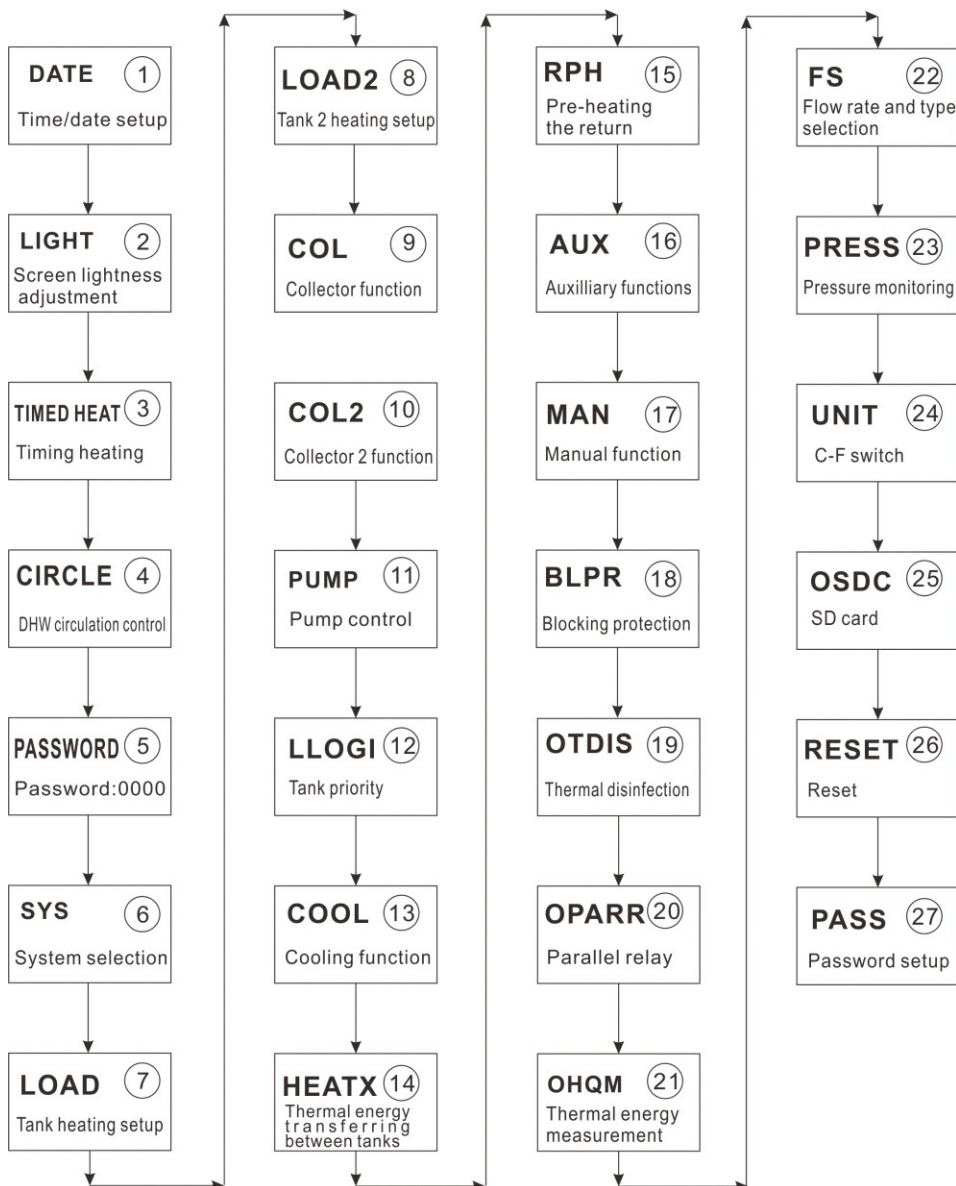 DATE 1
Time/date setup
LIGHT 2
Screen lightness
adjustment
TIMED HEAT 3
Timing heating
CIRCLE 4
DHW circulation control
PASSWORD 5
Password:0000
SYS 6
System selection
LOAD 7
Tank heating setup
LOAD2 8
Tank 2 heating setup
COL 9
Collector function
COL2 10
Collector 2 function
PUMP 11
Pump control
LLOGI 12
Tank priority
COOL 13
Cooling function
HEATX 14
Thermal energy
transferring
between tanks
RPH 15
Pre-heating
the return
AUX 16
Auxilliary functions
MAN 17
Manual function
BLPR 18
Blocking protection
OTDIS 19
Thermal disinfection
OPARR 20
Parallel relay
OHQM 21
Thermal energy
measurement
FS 22
Flow rate and type
selection
PRESS 23
Pressure monitoring
UNIT 24
C-F switch
OSDC 25
SD card
RESET 26
Reset
PASS 27
Password setup